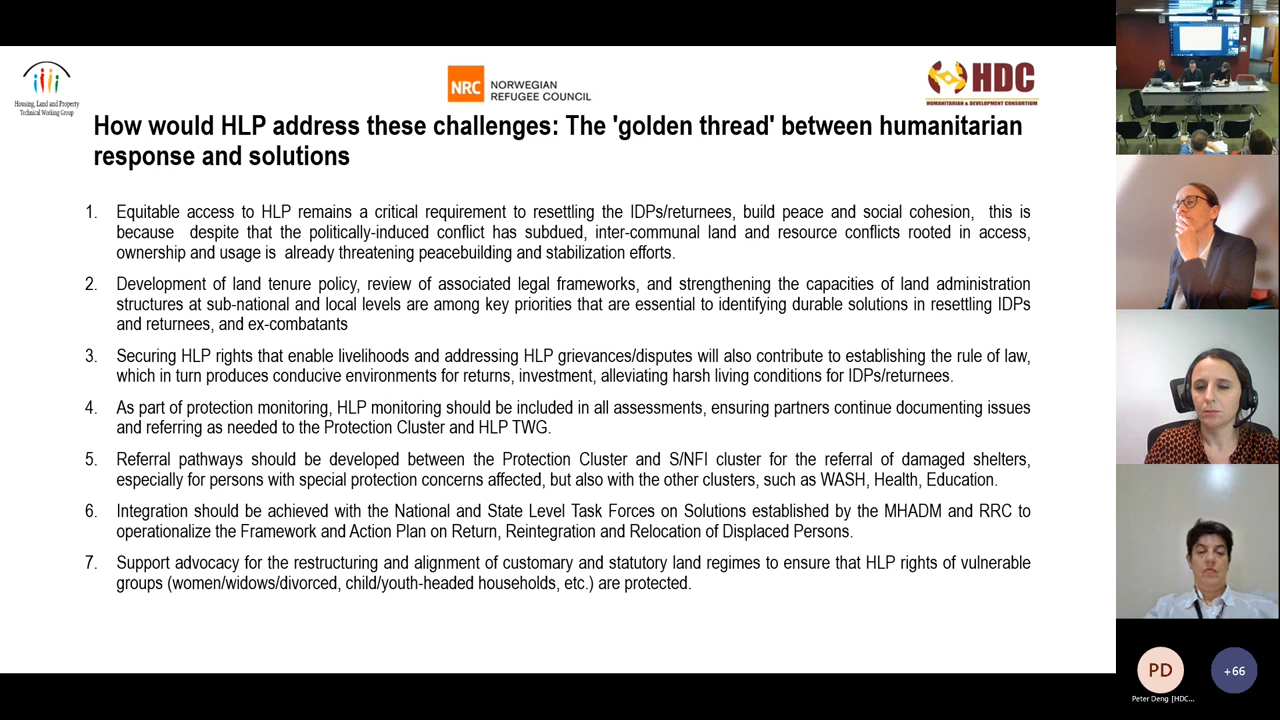 Housing, Land and Property
Technical Working Group
NRC
NORWEGIAN
REFUGEE COUNCIL
HDC
HUMANITARIAN & DEVELOPMENT CONSORTIUM
How would HLP address these challenges: The 'golden thread' between humanitarian
response and solutions
1. Equitable access to HLP remains a critical requirement to resettling the IDPs/returnees, build peace and social cohesion, this is
because despite that the politically-induced conflict has subdued, inter-communal land and resource conflicts rooted in access,
ownership and usage is already threatening peacebuilding and stabilization efforts.
2. Development of land tenure policy, review of associated legal frameworks, and strengthening the capacities of land administration
structures at sub-national and local levels are among key priorities that are essential to identifying durable solutions in resettling IDPs
and returnees, and ex-combatants
3. Securing HLP rights that enable livelihoods and addressing HLP grievances/disputes will also contribute to establishing the rule of law,
which in turn produces conducive environments for returns, investment, alleviating harsh living conditions for IDPs/returnees.
4. As part of protection monitoring, HLP monitoring should be included in all assessments, ensuring partners continue documenting issues
and referring as needed to the Protection Cluster and HLP TWG.
5. Referral pathways should be developed between the Protection Cluster and S/NFI cluster for the referral of damaged shelters,
especially for persons with special protection concerns affected, but also with the other clusters, such as WASH, Health, Education.
6. Integration should be achieved with the National and State Level Task Forces on Solutions established by the MHADM and RRC to
operationalize the Framework and Action Plan on Return, Reintegration and Relocation of Displaced Persons.
7. Support advocacy for the restructuring and alignment of customary and statutory land regimes to ensure that HLP rights of vulnerable
groups (women/widows/divorced, child/youth-headed households, etc.) are protected.
PD
+66
Peter Deng [HDC...